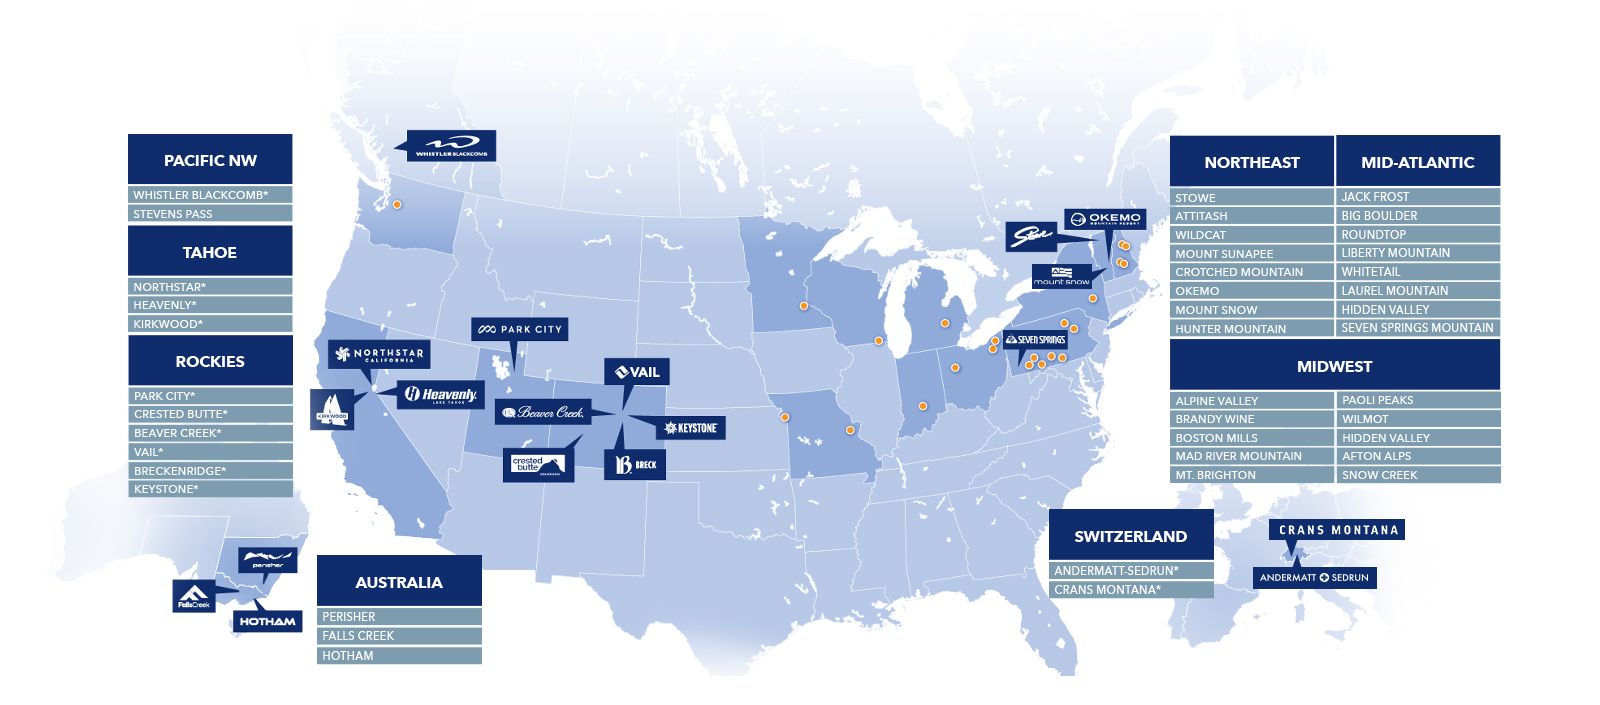 PACIFIC NW
WHISTLER BLACKCOMB*
STEVENS PASS
TAHOE
NORTHSTAR*
HEAVENLY*
KIRKWOOD*
ROCKIES
PARK CITY*
CRESTED BUTTE*
BEAVER CREEK*
VAIL*
BRECKENRIDGE*
KEYSTONE*
WHISTLER BLACKCOMB
PARK CITY
NORTHSTAR
CALIFORNIA
Heavenly
LAKE TAHOE
KIRKWOOD
VAIL
Beaver Creek
KEYSTONE
crested
butte
COLORADO
BRECK
Stowe
OKEMO
MOUNTAIN RESORT
mount snow
SEVEN SPRINGS
NORTHEAST
STOWE
ATTITASH
WILDCAT
MOUNT SUNAPEE
CROTCHED MOUNTAIN
OKEMO
MOUNT SNOW
HUNTER MOUNTAIN
MID-ATLANTIC
JACK FROST
BIG BOULDER
ROUNDTOP
LIBERTY MOUNTAIN
WHITETAIL
LAUREL MOUNTAIN
HIDDEN VALLEY
SEVEN SPRINGS MOUNTAIN
MIDWEST
ALPINE VALLEY
BRANDY WINE
BOSTON MILLS
MAD RIVER MOUNTAIN
MT. BRIGHTON
PAOLI PEAKS
WILMOT
HIDDEN VALLEY
AFTON ALPS
SNOW CREEK
perisher
FallsCreek
HOTHAM
AUSTRALIA
PERISHER
FALLS CREEK
HOTHAM
SWITZERLAND
ANDERMATT-SEDRUN*
CRANS MONTANA*
CRANS MONTANA
ANDERMATT SEDRUN